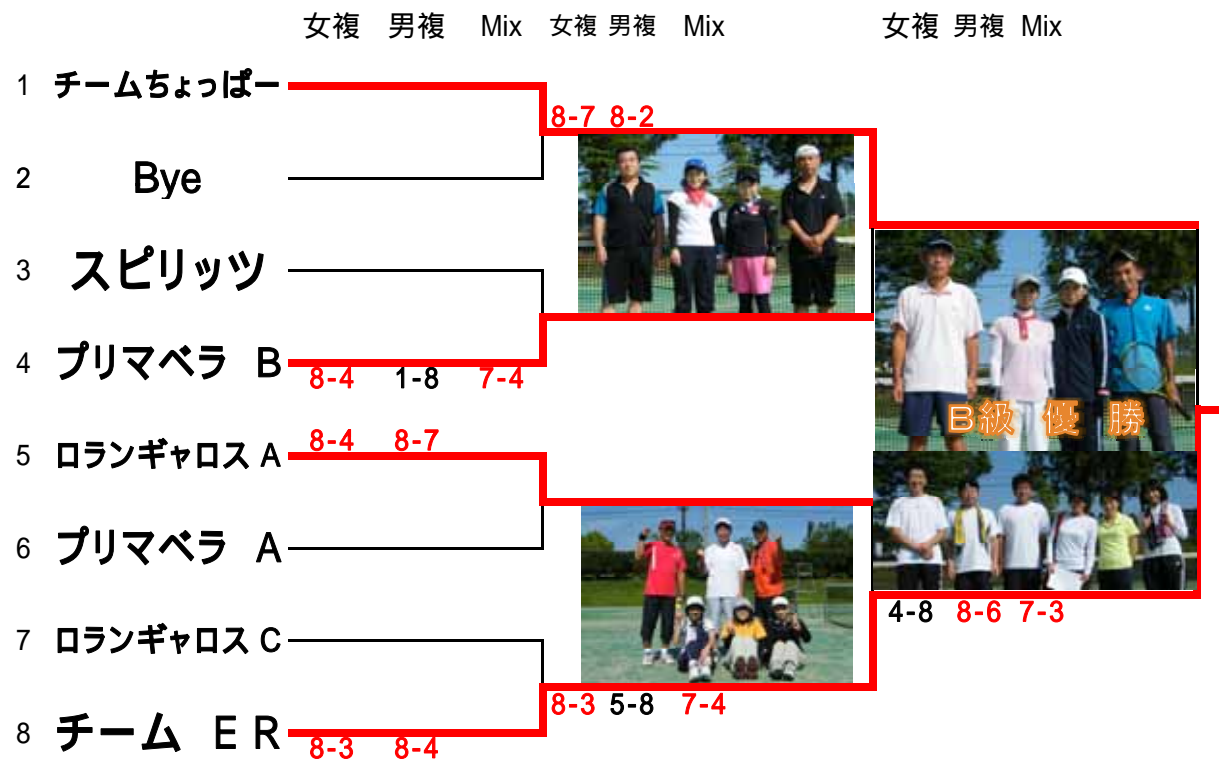 女複 男複 Mix 女複 男複 Mix 女複 男複 Mix
1 チームちょっぱー
8-7 8-2
2 Bye
3 スピリッツ
4 プリマベラ B
8-4 1-8 7-4
B級 優 勝
8-4 8-7
5 ロランギャロス A
6 プリマベラ A
4-8 8-6 7-3
7 ロランギャロス C
8-3 5-8 7-4
8 チーム E R
8-3 8-4